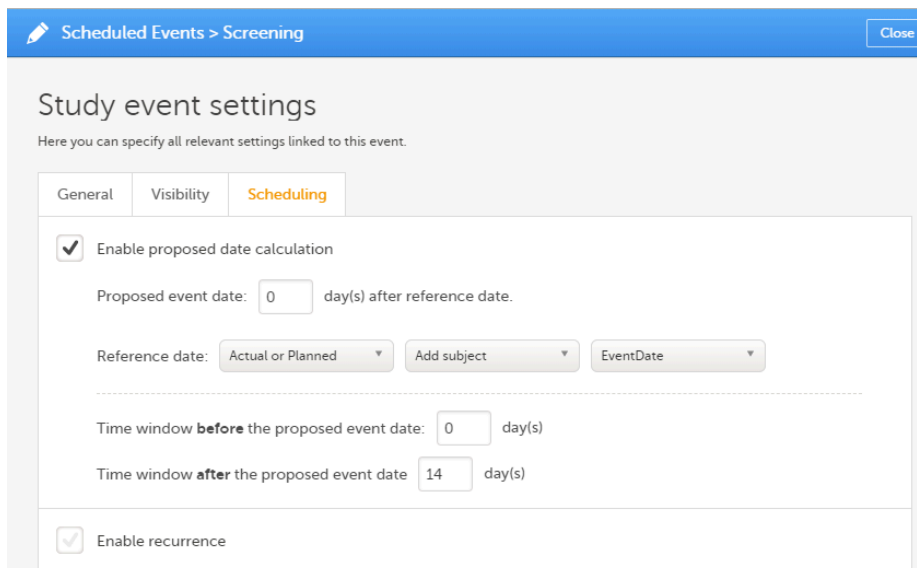 Scheduled Events > Screening
Close
Study event settings
Here you can specify all relevant settings linked to this event.
General Visibility Scheduling
Enable proposed date calculation
Proposed event date: 0 day(s) after reference date.
Reference date: Actual or Planned Add subject EventDate
Time window before the proposed event date: 0 day(s)
Time window after the proposed event date 14 day(s)
Enable recurrence